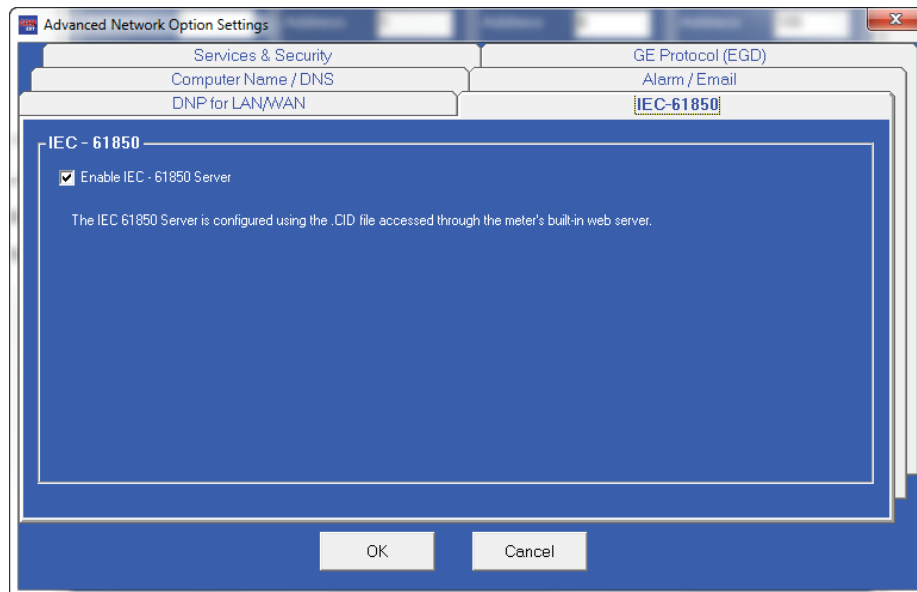 Advanced Network Option Settings
Services & Security
GE Protocol (EGD)
Computer Name / DNS
Alarm / Email
DNP for LAN/WAN
IEC-61850
IEC - 61850
Enable IEC - 61850 Server
The IEC 61850 Server is configured using the .CID file accessed through the meter's built-in web server.
OK
Cancel